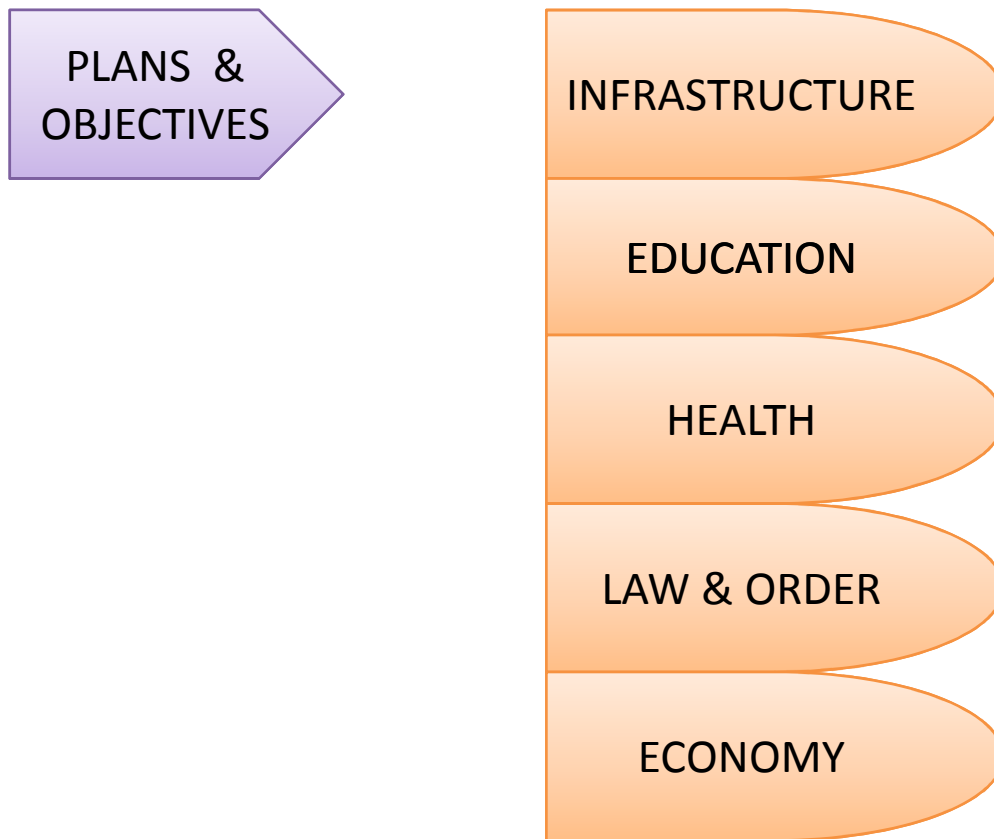 PLANS &
OBJECTIVES
INFRASTRUCTURE
EDUCATION
HEALTH
LAW & ORDER
ECONOMY